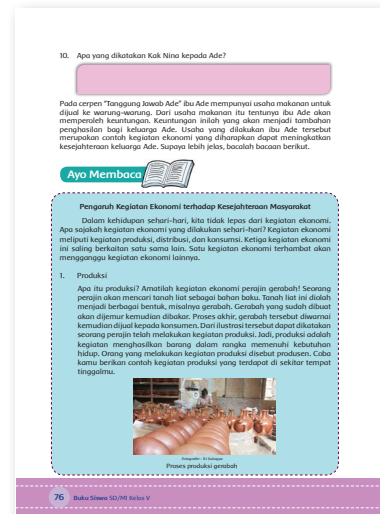 10. Apa yang dikatakan Kak Nina kepada Ade?
Pada cerpen "Tanggung Jawab Ade" ibu Ade mempunyai usaha makanan untuk
dijual ke warung-warung. Dari usaha makanan itu tentunya ibu Ade akan
memperoleh keuntungan. Keuntungan inilah yang akan menjadi tambahan
penghasilan bagi keluarga Ade. Usaha yang dilakukan ibu Ade tersebut
merupakan contoh kegiatan ekonomi yang diharapkan dapat meningkatkan
kesejahteraan keluarga Ade. Supaya lebih jelas, bacalah bacaan berikut.
Ayo Membaca
Pengaruh Kegiatan Ekonomi terhadap Kesejahteraan Masyarakat
Dalam kehidupan sehari-hari, kita tidak lepas dari kegiatan ekonomi.
Apa sajakah kegiatan ekonomi yang dilakukan sehari-hari? Kegiatan ekonomi
meliputi kegiatan produksi, distribusi, dan konsumsi. Ketiga kegiatan ekonomi
ini saling berkaitan satu sama lain. Satu kegiatan ekonomi terhambat akan
mengganggu kegiatan ekonomi lainnya.
1. Produksi
Apa itu produksi? Amatilah kegiatan ekonomi perajin gerabah! Seorang
perajin akan mencari tanah liat sebagai bahan baku. Tanah liat ini diolah
menjadi berbagai bentuk, misalnya gerabah. Gerabah yang sudah dibuat
akan dijemur kemudian dibakar. Proses akhir, gerabah tersebut diwarnai
kemudian dijual kepada konsumen. Dari ilustrasi tersebut dapat dikatakan
seorang perajin telah melakukan kegiatan produksi. Jadi, produksi adalah
kegiatan menghasilkan barang dalam rangka memenuhi kebutuhan
hidup. Orang yang melakukan kegiatan produksi disebut produsen. Coba
kamu berikan contoh kegiatan produksi yang terdapat di sekitar tempat
tinggalmu.
Proses produksi gerabah
76 Buku Siswa SD/MI Kelas V